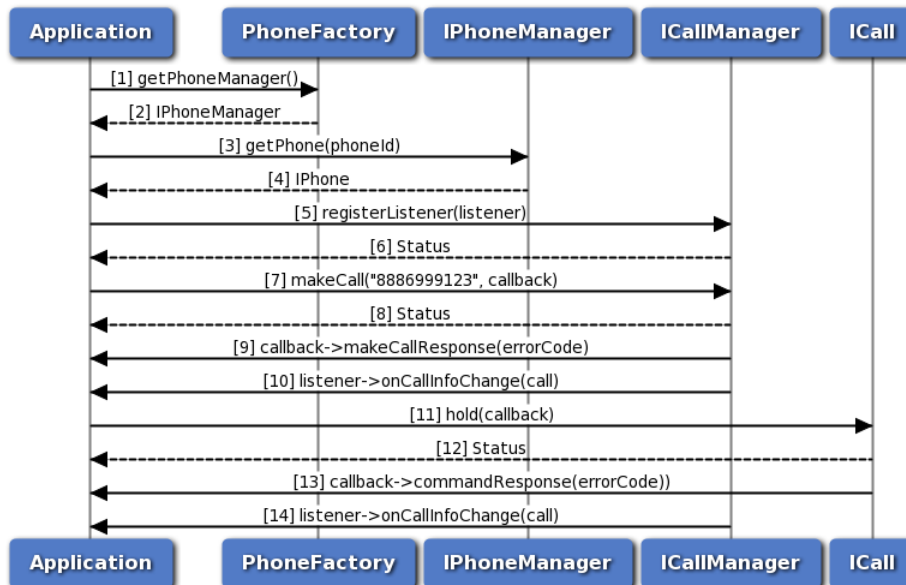 Application PhoneFactory IPhoneManager ICallManager ICall
[1] getPhoneManager()
[2] IPhoneManager
[3] getPhone(phoneId)
[4] IPhone
[5] registerListener(listener)
[6] Status
[7] makeCall("8886999123", callback)
[8] Status
[9] callback->makeCallResponse(errorCode)
[10] listener->onCallInfoChange(call)
[11] hold(callback)
[12] Status
[13] callback->commandResponse(errorCode))
[14] listener->onCallInfoChange(call)
Application PhoneFactory IPhoneManager ICallManager ICall